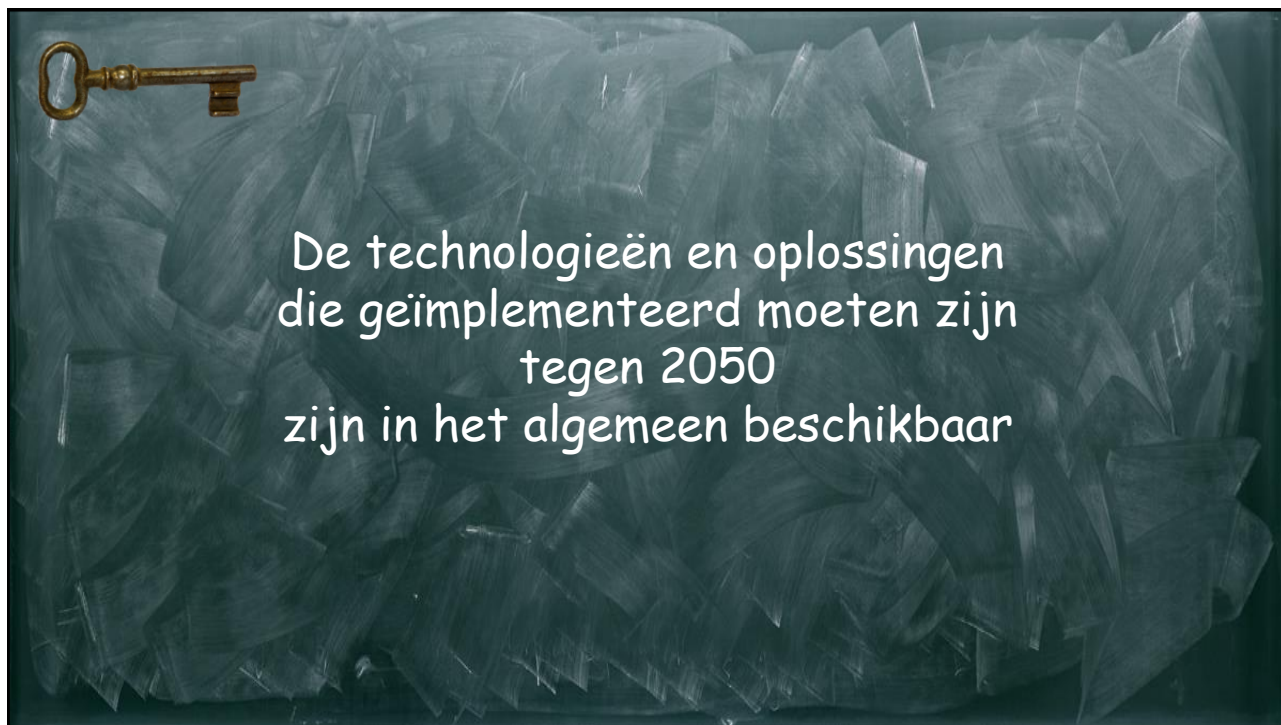 De technologieën en oplossingen
die geïmplementeerd moeten zijn
tegen 2050
zijn in het algemeen beschikbaar